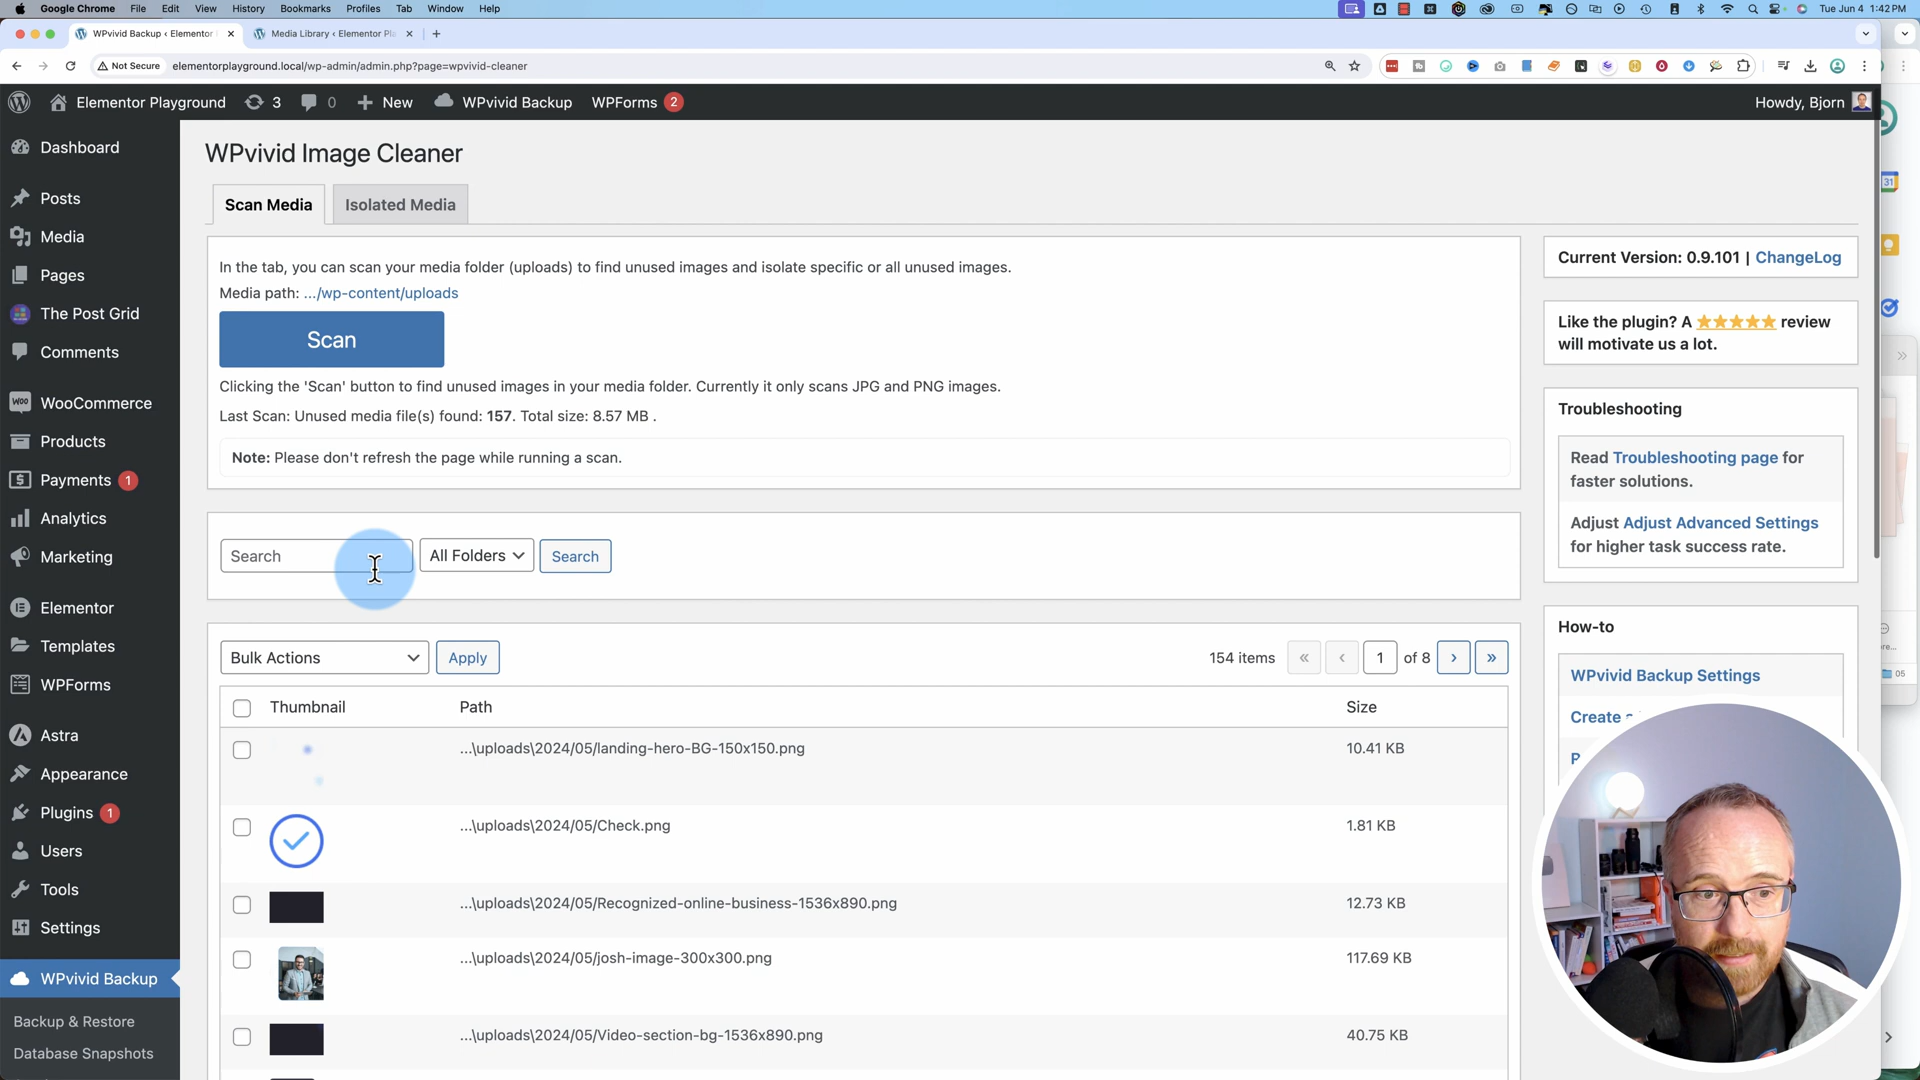 Google Chrome File Edit View History Bookmarks Profiles Tab Window Help
Tue Jun 4 1:42 PM
WPvivid Backup ‹ Elementor
Media Library ‹ Elementor Pla
Not Secure elementorplayground.local/wp-admin/admin.php?page=wpvivid-cleaner
Elementor Playground 3 0 New WPvivid Backup WPForms 2
Howdy, Bjorn
Dashboard
Posts
Media
Pages
The Post Grid
Comments
WooCommerce
Products
Payments 1
Analytics
Marketing
Elementor
Templates
WPForms
Astra
Appearance
Plugins 1
Users
Tools
Settings
WPvivid Backup
Backup & Restore
Database Snapshots
WPvivid Image Cleaner
Scan Media Isolated Media
In the tab, you can scan your media folder (uploads) to find unused images and isolate specific or all unused images.
Media path: .../wp-content/uploads
Scan
Clicking the 'Scan' button to find unused images in your media folder. Currently it only scans JPG and PNG images.
Last Scan: Unused media file(s) found: 157. Total size: 8.57 MB .
Note: Please don't refresh the page while running a scan.
Search All Folders Search
Bulk Actions Apply
154 items « ‹ 1 of 8 › »
Thumbnail Path Size
...\uploads\2024/05/landing-hero-BG-150x150.png 10.41 KB
...\uploads\2024/05/Check.png 1.81 KB
...\uploads\2024/05/Recognized-online-business-1536x890.png 12.73 KB
...\uploads\2024/05/josh-image-300x300.png 117.69 KB
...\uploads\2024/05/Video-section-bg-1536x890.png 40.75 KB
Current Version: 0.9.101 | ChangeLog
Like the plugin? A ★★★★★ review
will motivate us a lot.
Troubleshooting
Read Troubleshooting page for
faster solutions.
Adjust Adjust Advanced Settings
for higher task success rate.
How-to
WPvivid Backup Settings
Create
31
05